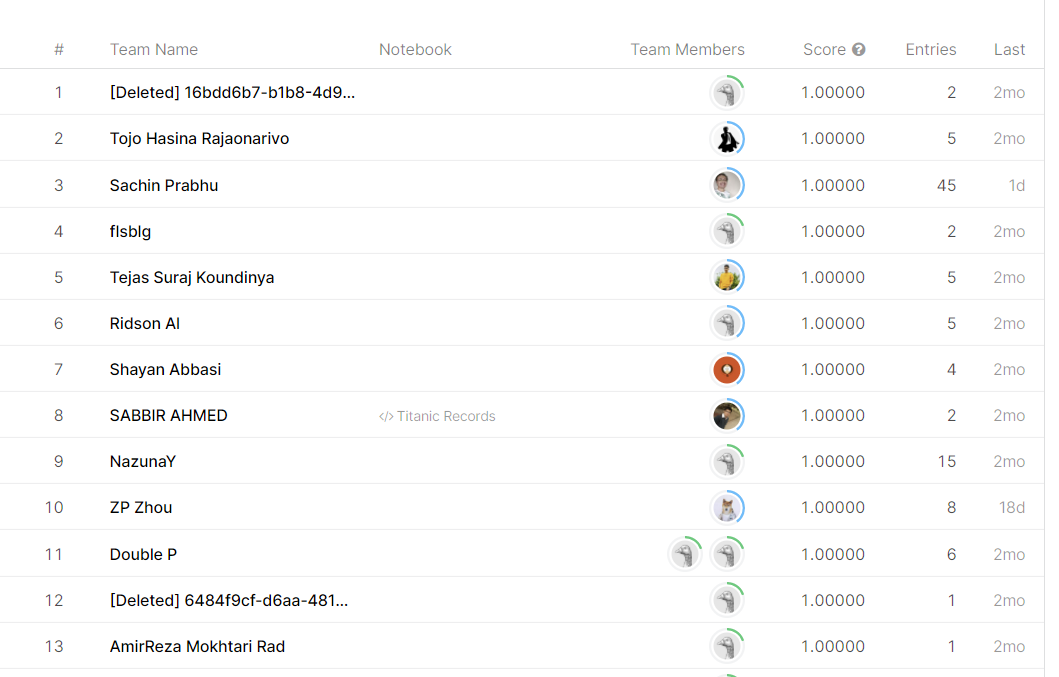 # Team Name Notebook Team Members Score ? Entries Last
1 [Deleted] 16bdd6b7-b1b8-4d9... 1.00000 2 2mo
2 Tojo Hasina Rajaonarivo 1.00000 5 2mo
3 Sachin Prabhu 1.00000 45 1d
4 flsblg 1.00000 2 2mo
5 Tejas Suraj Koundinya 1.00000 5 2mo
6 Ridson Al 1.00000 5 2mo
7 Shayan Abbasi 1.00000 4 2mo
8 SABBIR AHMED </> Titanic Records 1.00000 2 2mo
9 NazunaY 1.00000 15 2mo
10 ZP Zhou 1.00000 8 18d
11 Double P 1.00000 6 2mo
12 [Deleted] 6484f9cf-d6aa-481... 1.00000 1 2mo
13 AmirReza Mokhtari Rad 1.00000 1 2mo